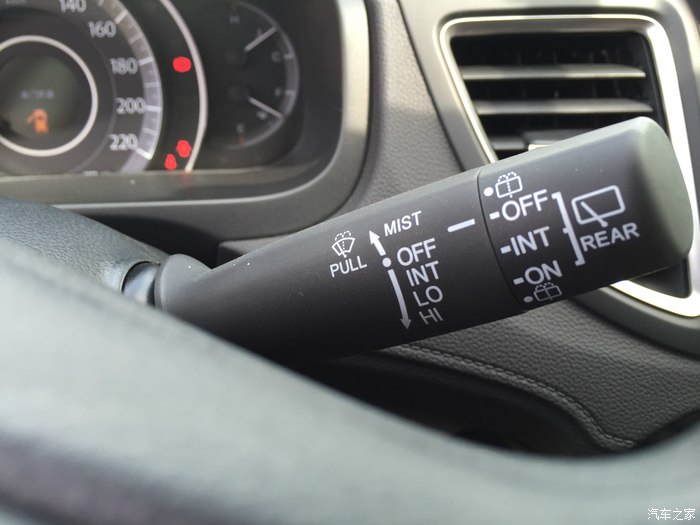 140
160
180
200
220
H
C
E
PULL
MIST
OFF
INT
LO
HI
OFF
INT
ON
REAR
汽车之家